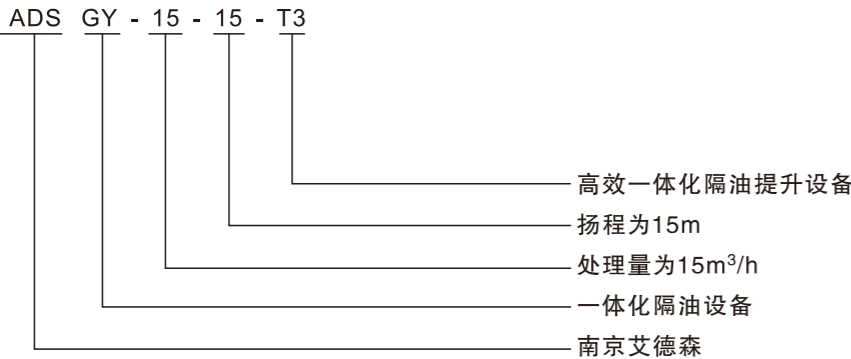 ADS GY - 15 - 15 - T3
高效一体化隔油提升设备
扬程为15m
处理量为15m³/h
一体化隔油设备
南京艾德森